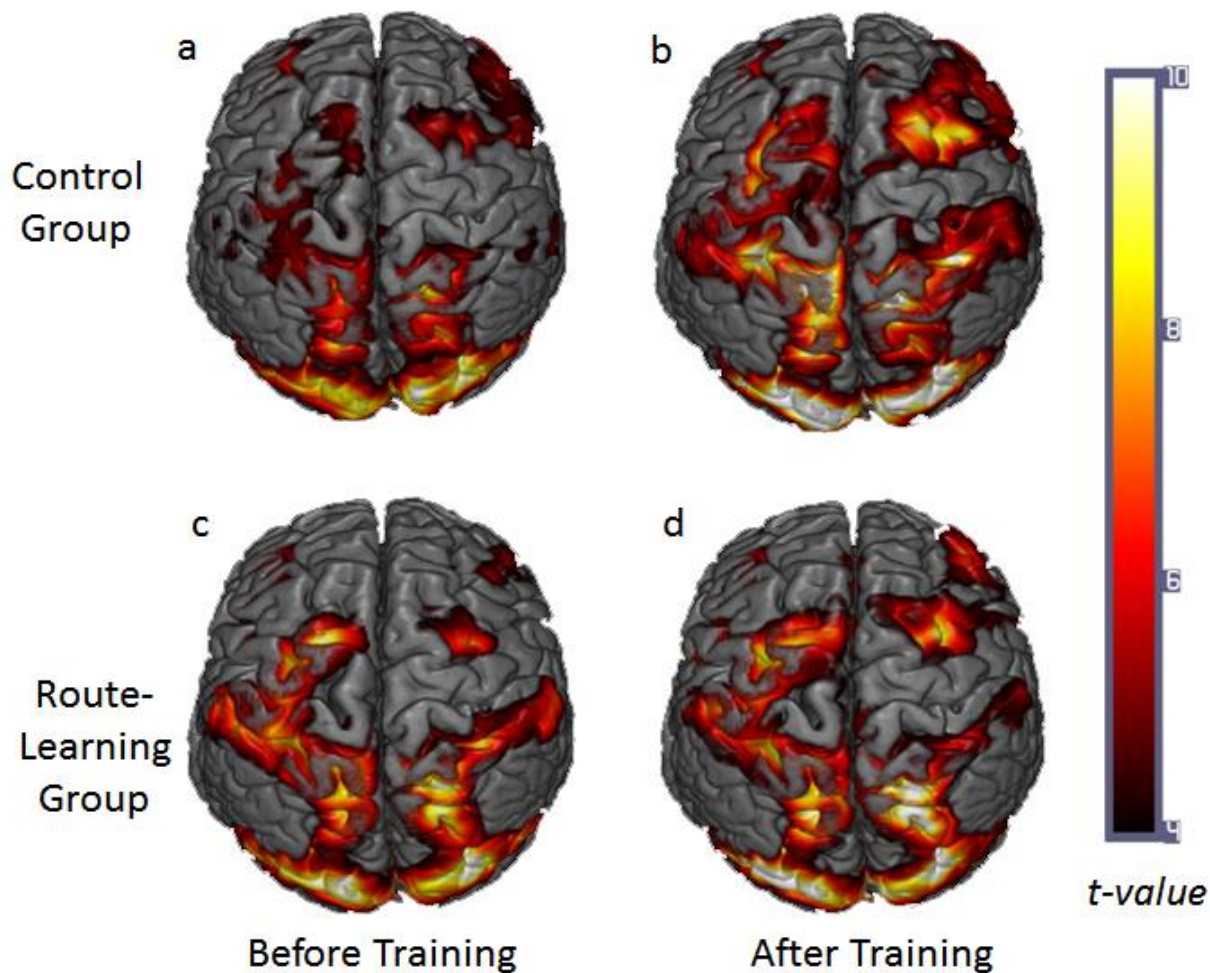 a
b
10
Control
Group
8
c
d
6
Route-
Learning
Group
4
t-value
Before Training
After Training